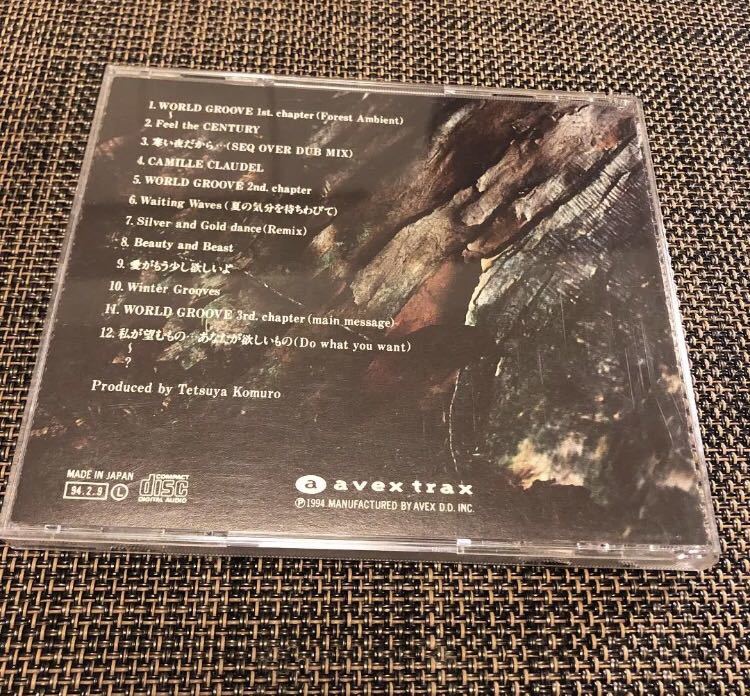 1. WORLD GROOVE 1st. chapter (Forest Ambient)
~
2. Feel the CENTURY
3. 寒い夜だから…(SEQ OVER DUB MIX)
4. CAMILLE CLAUDEL
5. WORLD GROOVE 2nd. chapter
6. Waiting Waves (夏の気分を待ちわびて)
7. Silver and Gold dance (Remix)
8. Beauty and Beast
9. 愛がもう少し欲しいよ
10. Winter Grooves
11. WORLD GROOVE 3rd. chapter (main message)
12. 私が望むもの…あなたが欲しいもの (Do what you want)
~
?
Produced by Tetsuya Komuro
MADE IN JAPAN
94.2.9 L
COMPACT
disc
DIGITAL AUDIO
a avex trax
℗1994 MANUFACTURED BY AVEX D.D. INC.